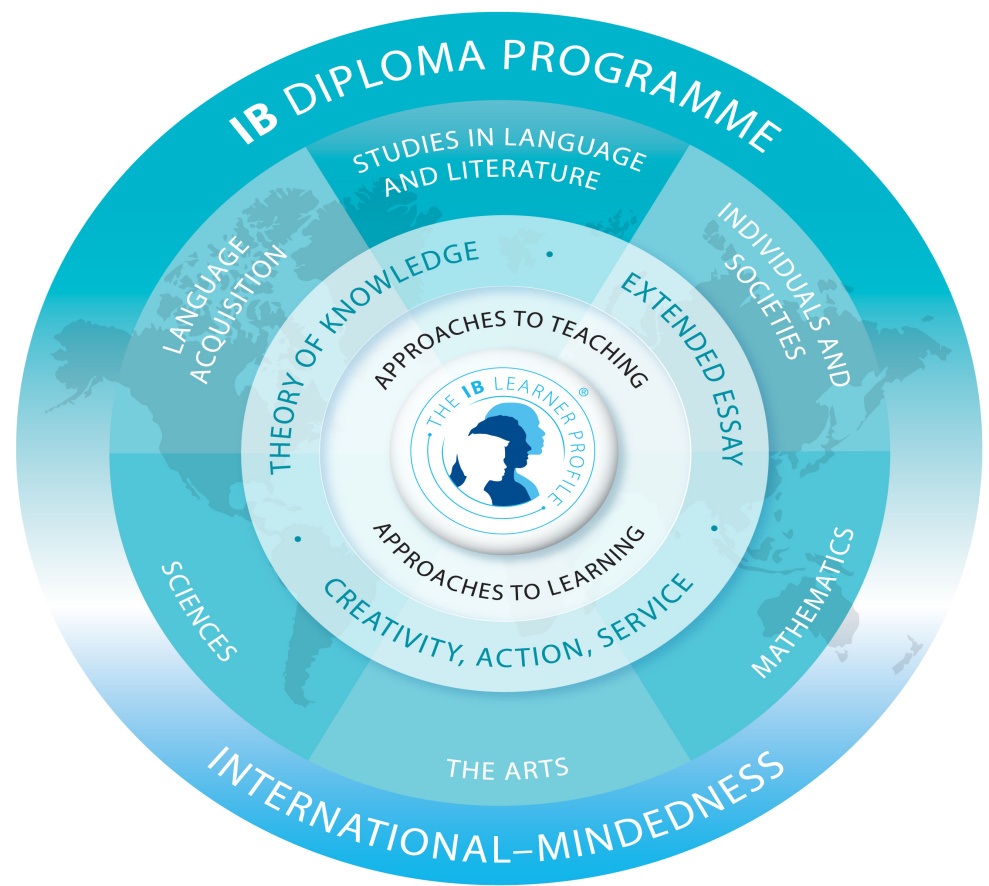 IB DIPLOMA PROGRAMME
STUDIES IN LANGUAGE
AND LITERATURE
LANGUAGE
ACQUISITION
INDIVIDUALS AND
SOCIETIES
THEORY OF KNOWLEDGE
•
EXTENDED ESSAY
APPROACHES TO TEACHING
THE IB LEARNER PROFILE
®
APPROACHES TO LEARNING
•
CREATIVITY, ACTION, SERVICE
•
SCIENCES
MATHEMATICS
THE ARTS
INTERNATIONAL–MINDEDNESS